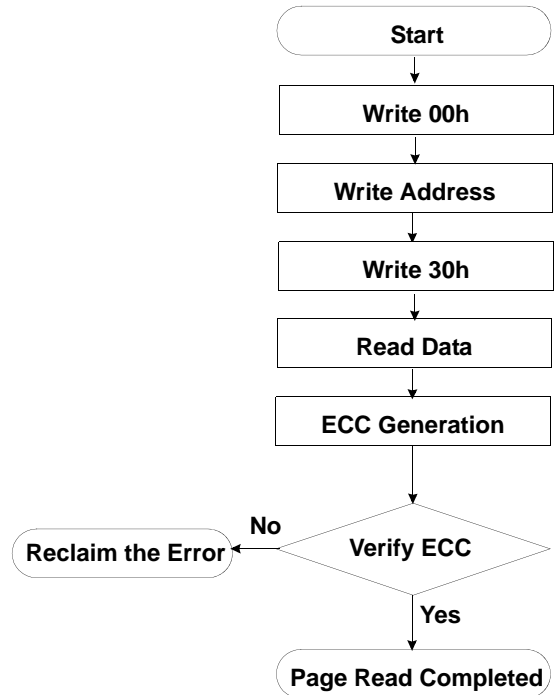 Start
Write 00h
Write Address
Write 30h
Read Data
ECC Generation
Verify ECC
No
Reclaim the Error
Yes
Page Read Completed